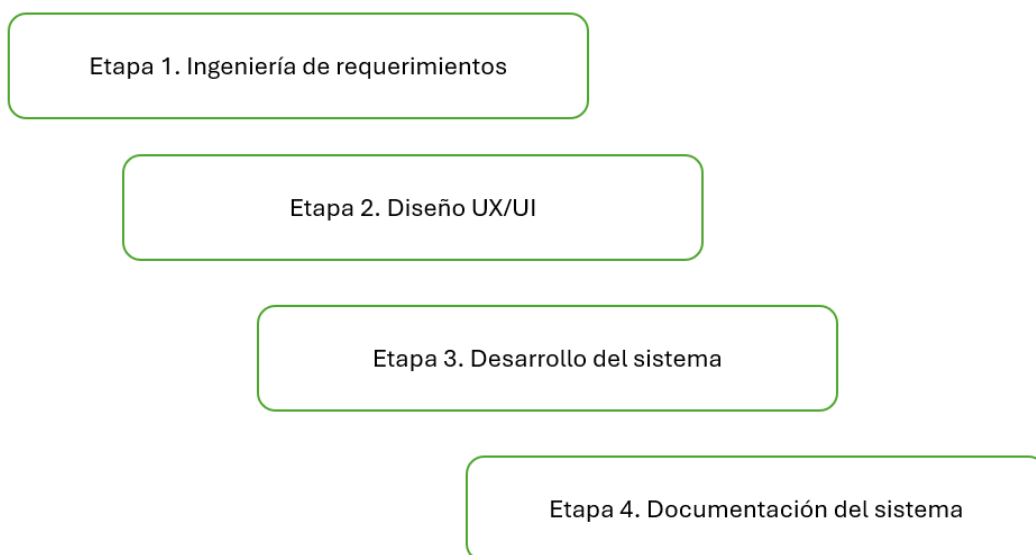 Etapa 1. Ingeniería de requerimientos
Etapa 2. Diseño UX/UI
Etapa 3. Desarrollo del sistema
Etapa 4. Documentación del sistema